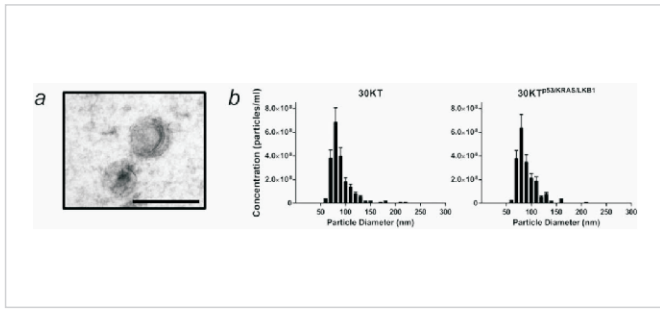 a
b
30KT
Concentration (particles/ml)
8.0×10⁸
6.0×10⁸
4.0×10⁸
2.0×10⁸
0
50 100 150 200 250 300
Particle Diameter (nm)
30KTp53/KRAS/LKB1
8.0×10⁸
6.0×10⁸
4.0×10⁸
2.0×10⁸
0
50 100 150 200 250 300
Particle Diameter (nm)